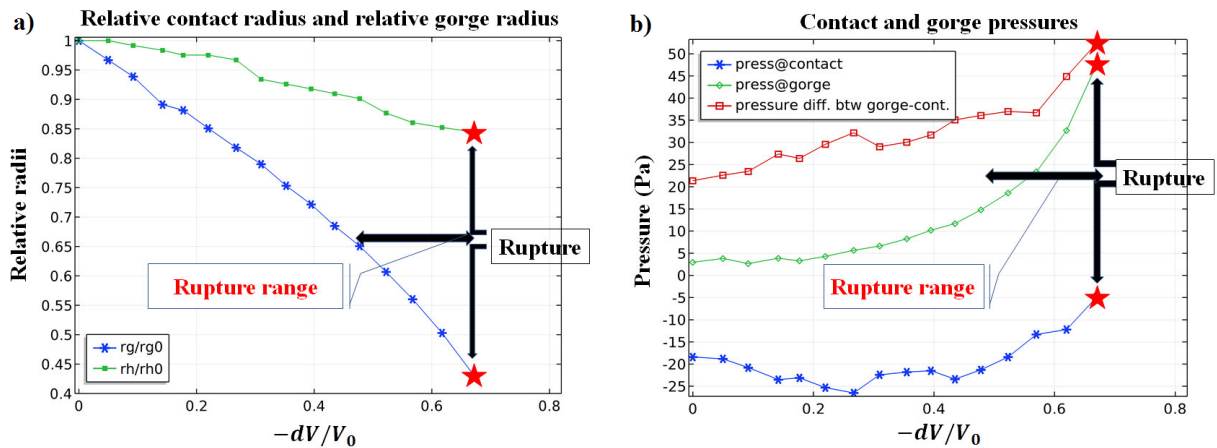 a)
Relative contact radius and relative gorge radius
1
0.95
0.9
0.85
0.8
0.75
0.7
0.65
0.6
0.55
0.5
0.45
0.4
Relative radii
Rupture
Rupture range
rg/rg0
rh/rh0
0
0.2
0.4
0.6
0.8
−dV/V₀
b)
Contact and gorge pressures
50
45
40
35
30
25
20
15
10
5
0
-5
-10
-15
-20
-25
Pressure (Pa)
press@contact
press@gorge
pressure diff. btw gorge-cont.
Rupture
Rupture range
0
0.2
0.4
0.6
0.8
−dV/V₀